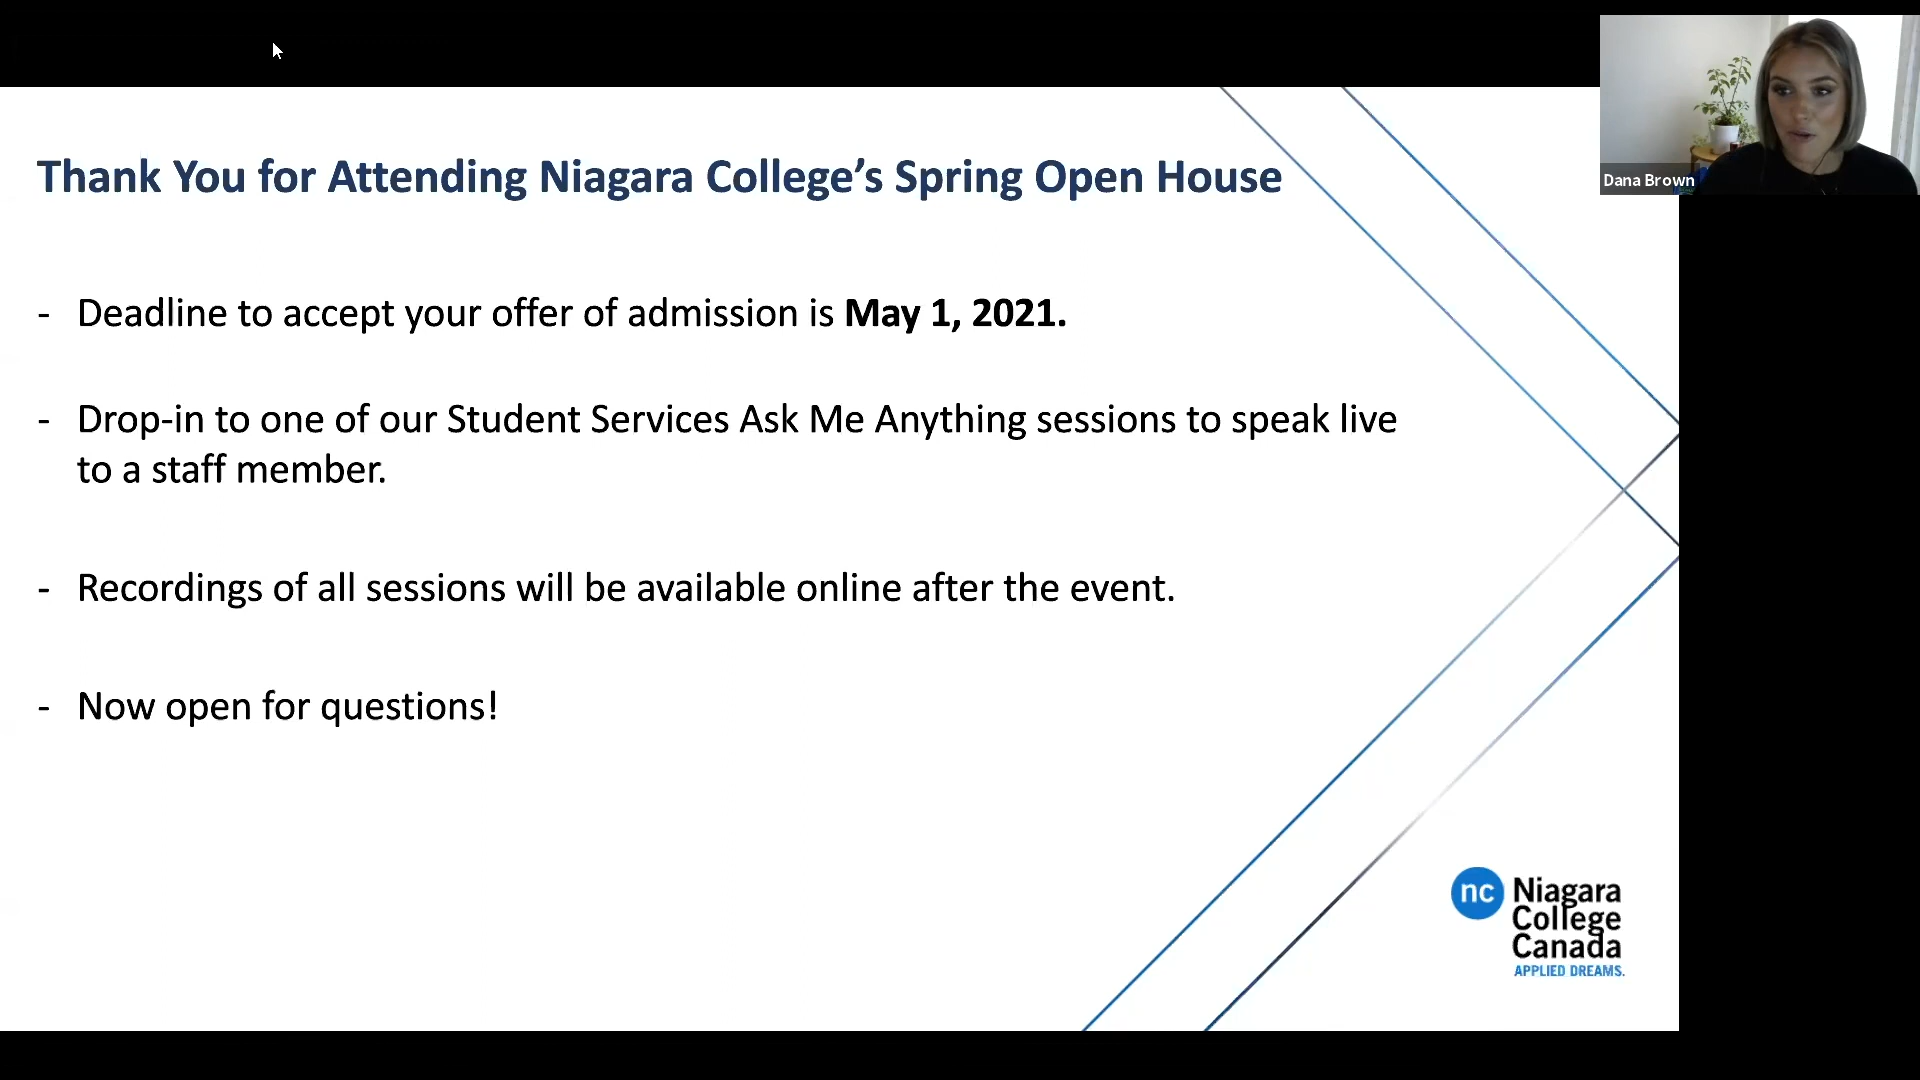 Thank You for Attending Niagara College’s Spring Open House
- Deadline to accept your offer of admission is May 1, 2021.
- Drop-in to one of our Student Services Ask Me Anything sessions to speak live
to a staff member.
- Recordings of all sessions will be available online after the event.
- Now open for questions!
Dana Brown
nc Niagara
College
Canada
APPLIED DREAMS.